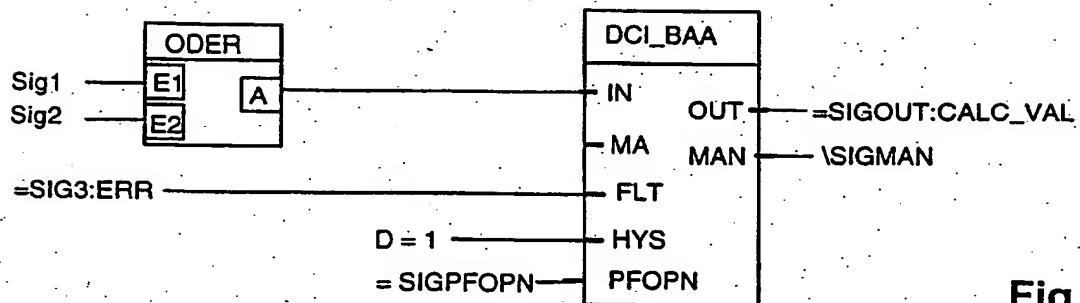 ODER
DCI_BAA
Sig1
E1
A
IN
Sig2
E2
OUT
=SIGOUT:CALC_VAL
MA
MAN
\SIGMAN
=SIG3:ERR
FLT
D = 1
HYS
= SIGPFOPN
PFOPN
Fig